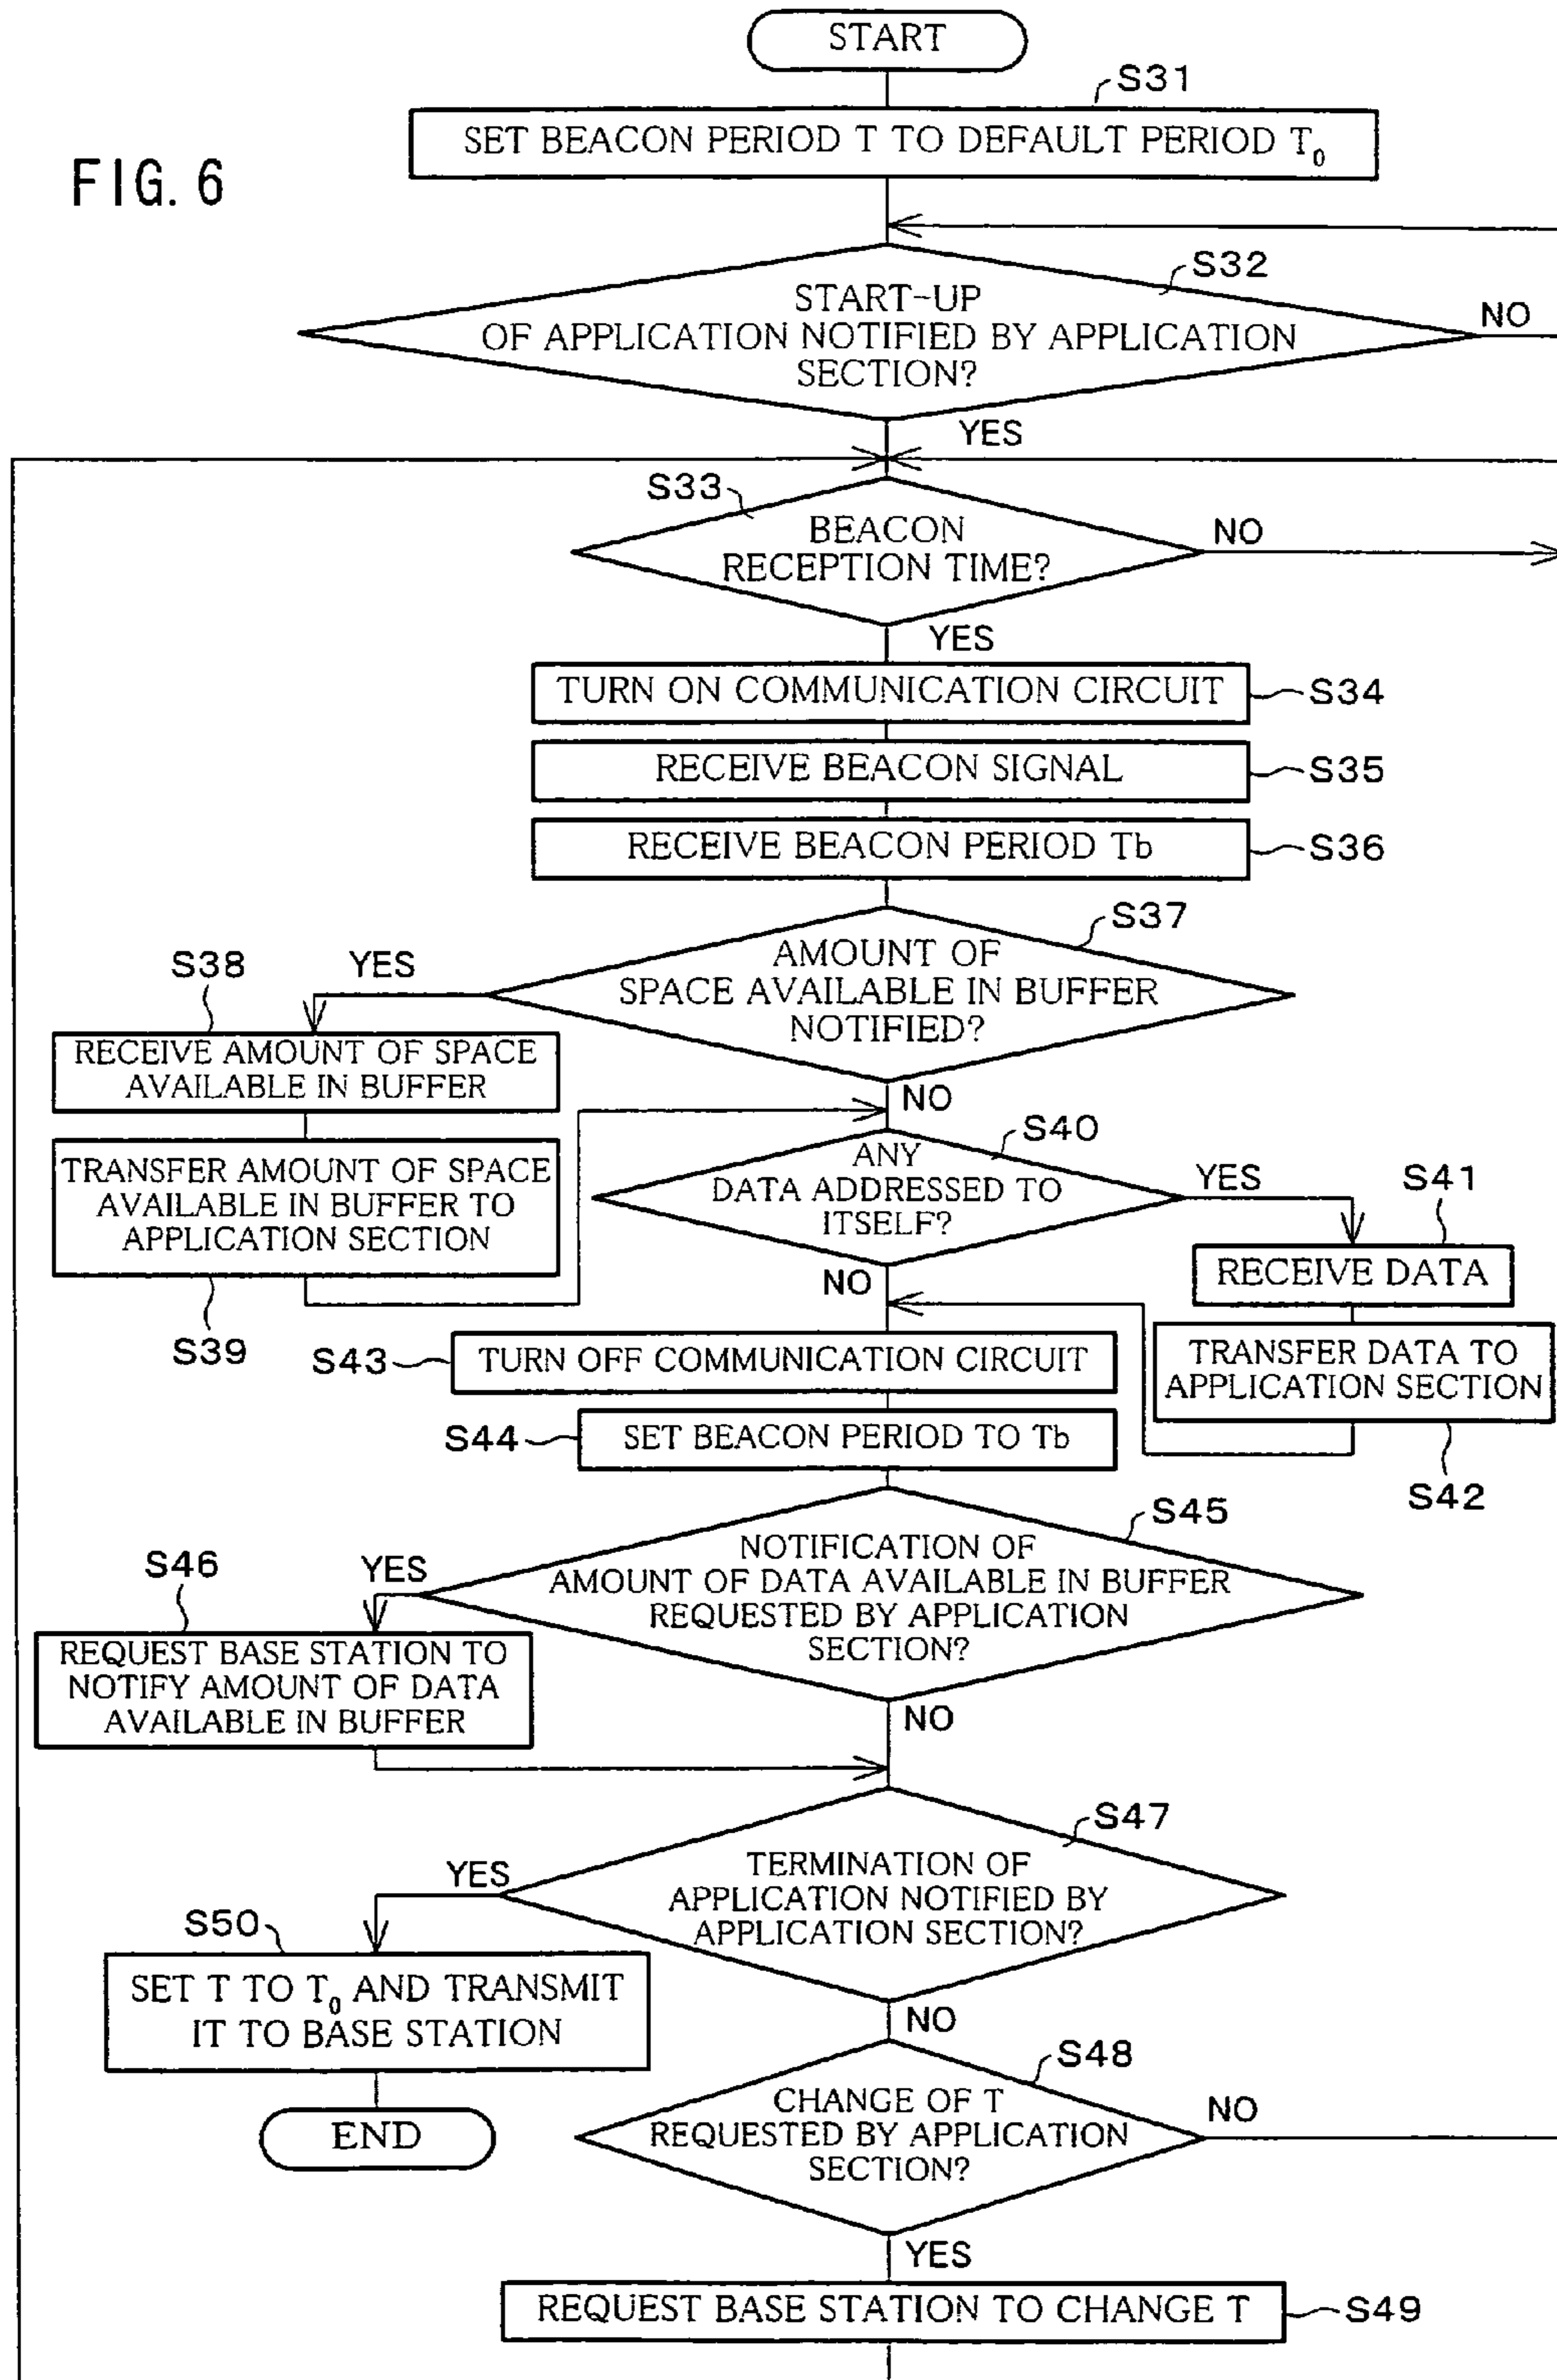 START
S31
SET BEACON PERIOD T TO DEFAULT PERIOD T₀
FIG. 6
S32
START-UP
OF APPLICATION NOTIFIED BY APPLICATION
SECTION?
NO
YES
S33
BEACON
RECEPTION TIME?
NO
YES
TURN ON COMMUNICATION CIRCUIT
S34
RECEIVE BEACON SIGNAL
S35
RECEIVE BEACON PERIOD Tb
S36
S37
AMOUNT OF
SPACE AVAILABLE IN BUFFER
NOTIFIED?
YES
S38
RECEIVE AMOUNT OF SPACE
AVAILABLE IN BUFFER
NO
TRANSFER AMOUNT OF SPACE
AVAILABLE IN BUFFER TO
APPLICATION SECTION
S39
S40
ANY
DATA ADDRESSED TO
ITSELF?
YES
S41
RECEIVE DATA
NO
TRANSFER DATA TO
APPLICATION SECTION
S42
S43
TURN OFF COMMUNICATION CIRCUIT
S44
SET BEACON PERIOD TO Tb
S45
NOTIFICATION OF
AMOUNT OF DATA AVAILABLE IN BUFFER
REQUESTED BY APPLICATION
SECTION?
YES
S46
REQUEST BASE STATION TO
NOTIFY AMOUNT OF DATA
AVAILABLE IN BUFFER
NO
S47
TERMINATION OF
APPLICATION NOTIFIED BY
APPLICATION SECTION?
YES
S50
SET T TO T₀ AND TRANSMIT
IT TO BASE STATION
END
NO
S48
CHANGE OF T
REQUESTED BY APPLICATION
SECTION?
NO
YES
REQUEST BASE STATION TO CHANGE T
S49